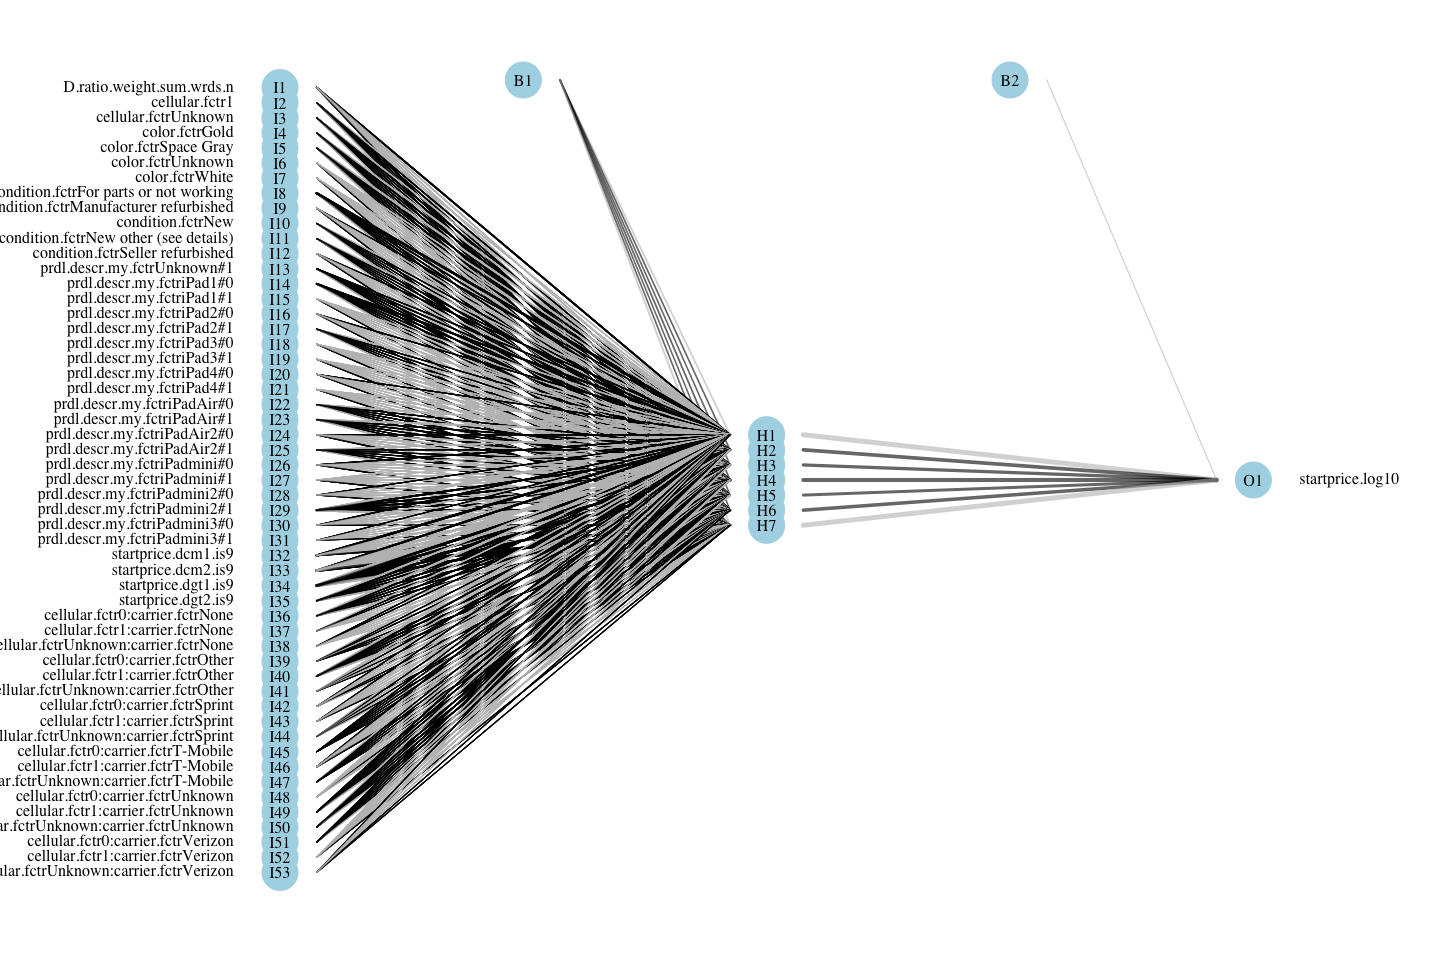 B1
B2
D.ratio.weight.sum.wrds.n I1
cellular.fctr1 I2
cellular.fctrUnknown I3
color.fctrGold I4
color.fctrSpace Gray I5
color.fctrUnknown I6
color.fctrWhite I7
ondition.fctrFor parts or not working I8
ndition.fctrManufacturer refurbished I9
condition.fctrNew I10
condition.fctrNew other (see details) I11
condition.fctrSeller refurbished I12
prdl.descr.my.fctrUnknown#1 I13
prdl.descr.my.fctriPad1#0 I14
prdl.descr.my.fctriPad1#1 I15
prdl.descr.my.fctriPad2#0 I16
prdl.descr.my.fctriPad2#1 I17
prdl.descr.my.fctriPad3#0 I18
prdl.descr.my.fctriPad3#1 I19
prdl.descr.my.fctriPad4#0 I20
prdl.descr.my.fctriPad4#1 I21
prdl.descr.my.fctriPadAir#0 I22
prdl.descr.my.fctriPadAir#1 I23
prdl.descr.my.fctriPadAir2#0 I24
prdl.descr.my.fctriPadAir2#1 I25
prdl.descr.my.fctriPadmini#0 I26
prdl.descr.my.fctriPadmini#1 I27
prdl.descr.my.fctriPadmini2#0 I28
prdl.descr.my.fctriPadmini2#1 I29
prdl.descr.my.fctriPadmini3#0 I30
prdl.descr.my.fctriPadmini3#1 I31
startprice.dcm1.is9 I32
startprice.dcm2.is9 I33
startprice.dgt1.is9 I34
startprice.dgt2.is9 I35
cellular.fctr0:carrier.fctrNone I36
cellular.fctr1:carrier.fctrNone I37
ellular.fctrUnknown:carrier.fctrNone I38
cellular.fctr0:carrier.fctrOther I39
cellular.fctr1:carrier.fctrOther I40
ellular.fctrUnknown:carrier.fctrOther I41
cellular.fctr0:carrier.fctrSprint I42
cellular.fctr1:carrier.fctrSprint I43
llular.fctrUnknown:carrier.fctrSprint I44
cellular.fctr0:carrier.fctrT-Mobile I45
cellular.fctr1:carrier.fctrT-Mobile I46
ar.fctrUnknown:carrier.fctrT-Mobile I47
cellular.fctr0:carrier.fctrUnknown I48
cellular.fctr1:carrier.fctrUnknown I49
ar.fctrUnknown:carrier.fctrUnknown I50
cellular.fctr0:carrier.fctrVerizon I51
cellular.fctr1:carrier.fctrVerizon I52
ular.fctrUnknown:carrier.fctrVerizon I53
H1
H2
H3
H4
H5
H6
H7
O1 startprice.log10